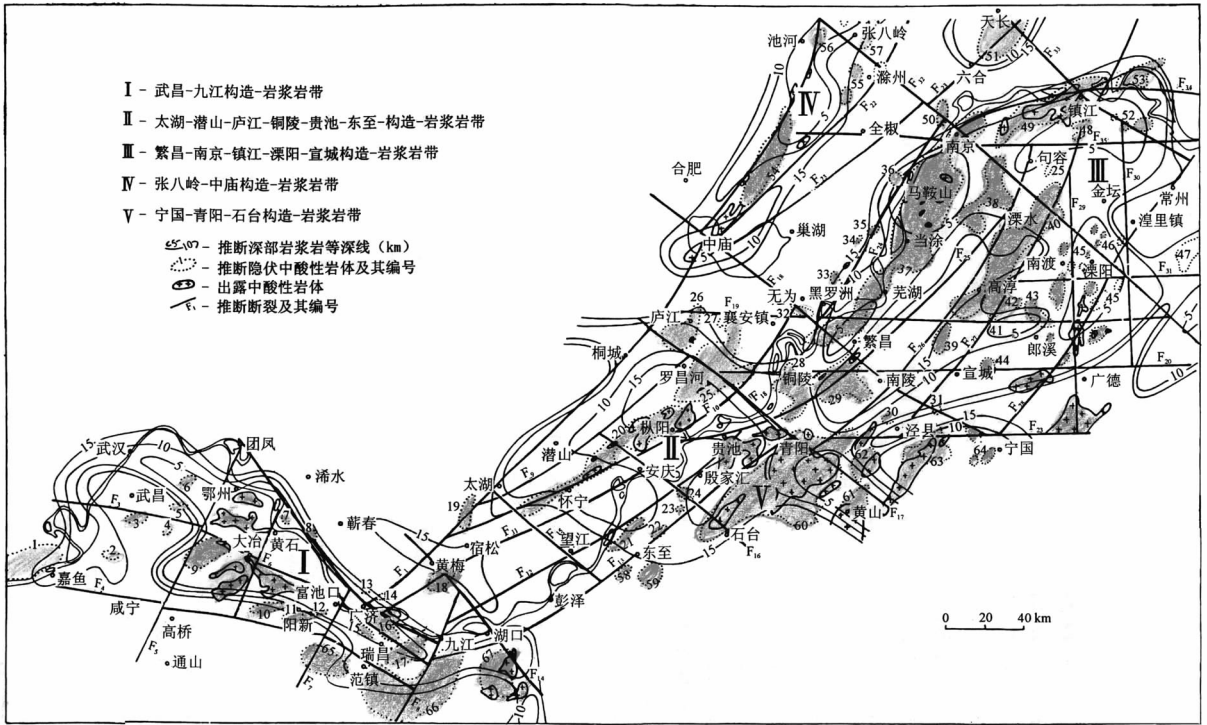 I - 武昌-九江构造-岩浆岩带
II - 太湖-潜山-庐江-铜陵-贵池-东至-构造-岩浆岩带
III - 繁昌-南京-镇江-溧阳-宣城构造-岩浆岩带
IV - 张八岭-中庙构造-岩浆岩带
V - 宁国-青阳-石台构造-岩浆岩带
- 推断深部岩浆岩等深线（km）
- 推断隐伏中酸性岩体及其编号
- 出露中酸性岩体
- 推断断裂及其编号
天长
池河
张八岭
滁州
六合
镇江
全椒
南京
句容
合肥
马鞍山
金坛
常州
溧水
湟里镇
中庙
巢湖
当涂
南渡
溧阳
无为
黑罗洲
芜湖
高淳
庐江
襄安镇
繁昌
郎溪
桐城
罗昌河
铜陵
南陵
宣城
广德
枞阳
泾县
宁国
潜山
贵池
青阳
安庆
殷家汇
太湖
怀宁
黄山
石台
望江
东至
宿松
彭泽
黄梅
湖口
九江
武汉
团凤
浠水
武昌
鄂州
蕲春
大冶
黄石
嘉鱼
富池口
广济
咸宁
阳新
高桥
瑞昌
通山
范镇
I
II
III
IV
V
0 20 40 km